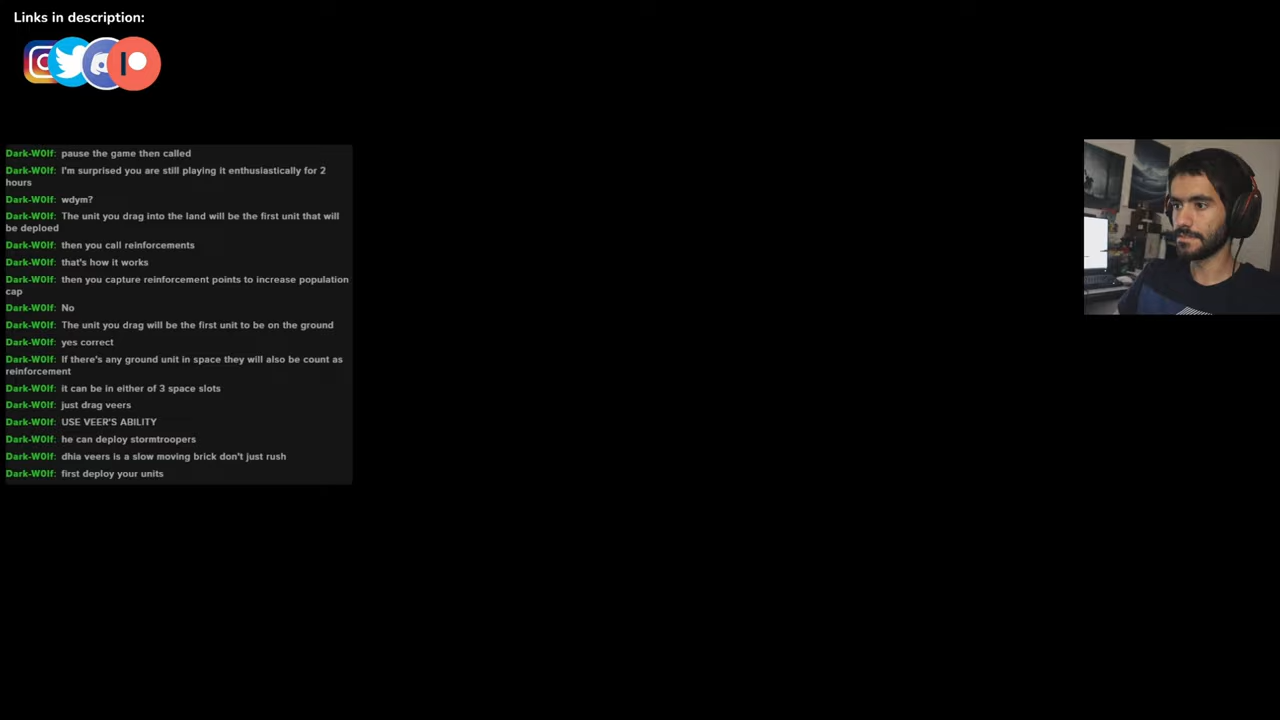 Links in description:
Dark-W0lf: pause the game then called
Dark-W0lf: I'm surprised you are still playing it enthusiastically for 2
hours
Dark-W0lf: wdym?
Dark-W0lf: The unit you drag into the land will be the first unit that will
be deploed
Dark-W0lf: then you call reinforcements
Dark-W0lf: that's how it works
Dark-W0lf: then you capture reinforcement points to increase population
cap
Dark-W0lf: No
Dark-W0lf: The unit you drag will be the first unit to be on the ground
Dark-W0lf: yes correct
Dark-W0lf: If there's any ground unit in space they will also be count as
reinforcement
Dark-W0lf: it can be in either of 3 space slots
Dark-W0lf: just drag veers
Dark-W0lf: USE VEER'S ABILITY
Dark-W0lf: he can deploy stormtroopers
Dark-W0lf: dhia veers is a slow moving brick don't just rush
Dark-W0lf: first deploy your units